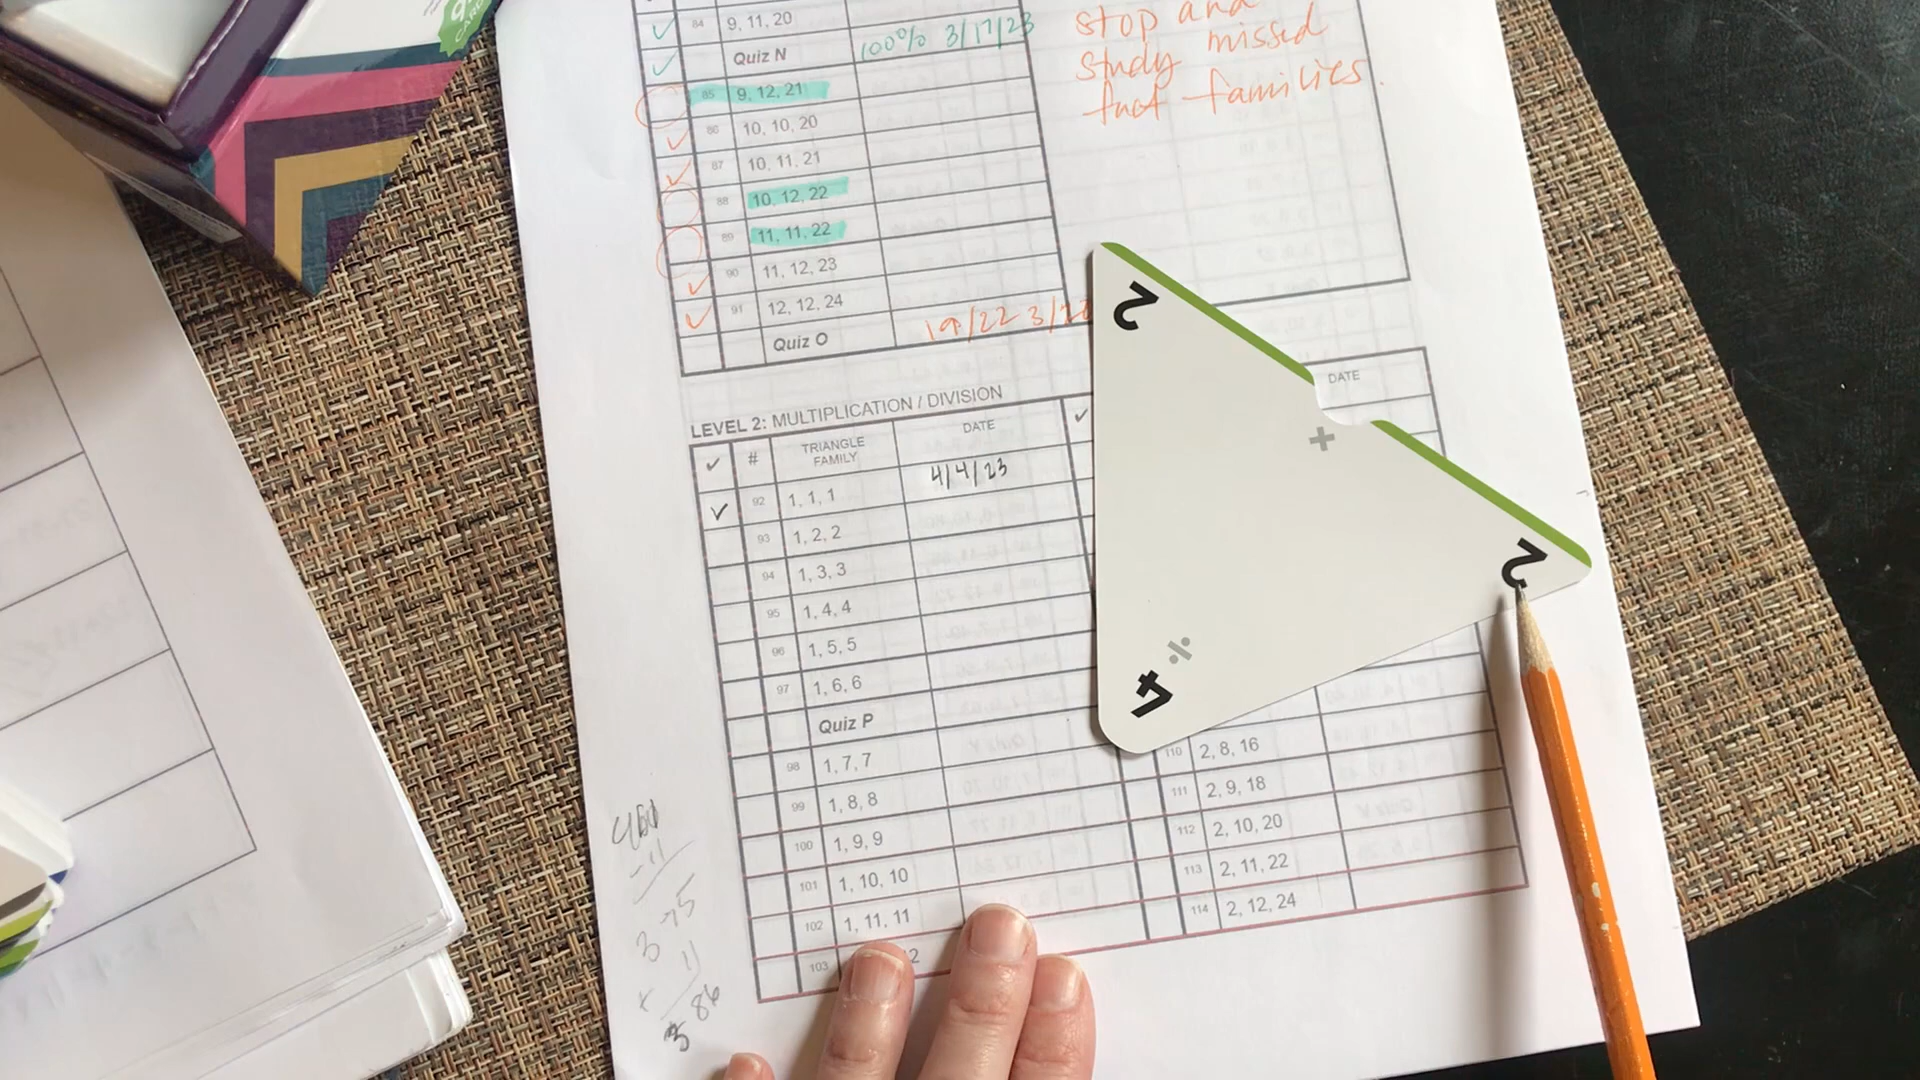 ✓ 84 9, 11, 20
✓ Quiz N 100% 3/17/23
85 9, 12, 21
✓ 86 10, 10, 20
✓ 87 10, 11, 21
88 10, 12, 22
89 11, 11, 22
✓ 90 11, 12, 23
✓ 91 12, 12, 24
Quiz O 19/22 3/22
stop and
study missed
fact families.
LEVEL 2: MULTIPLICATION / DIVISION
✓ # TRIANGLE FAMILY DATE ✓
✓ 92 1, 1, 1 4/4/23
93 1, 2, 2
94 1, 3, 3
95 1, 4, 4
96 1, 5, 5
97 1, 6, 6
Quiz P
98 1, 7, 7
99 1, 8, 8
100 1, 9, 9
101 1, 10, 10
102 1, 11, 11
103 2
DATE
110 2, 8, 16
111 2, 9, 18
112 2, 10, 20
113 2, 11, 22
114 2, 12, 24
2
2
4
÷
- 11
11
86